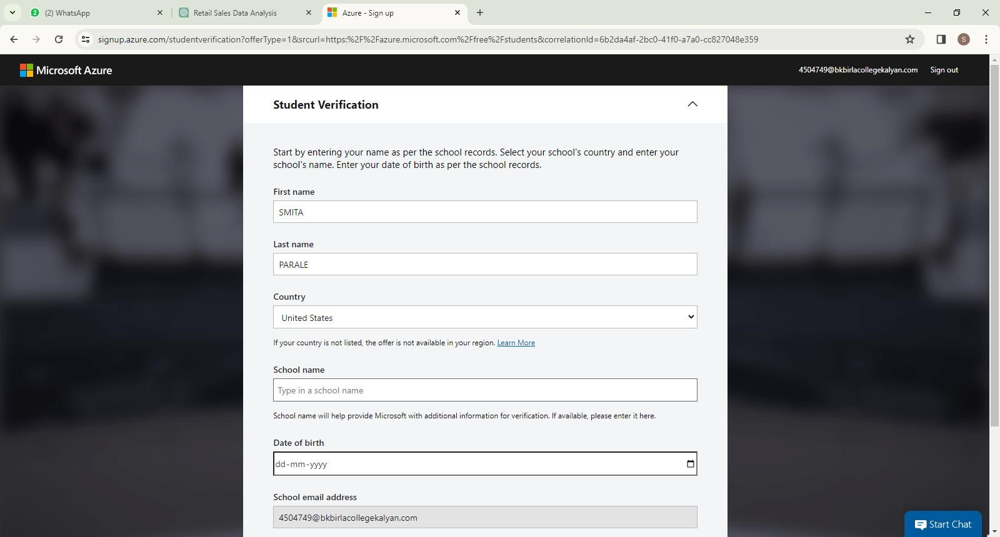 (2) WhatsApp
Retail Sales Data Analysis
Azure - Sign up
signup.azure.com/studentverification?offerType=1&srcurl=https:%2F%2Fazure.microsoft.com%2Ffree%2Fstudents&correlationId=6b2da4af-2bc0-41f0-a7a0-cc827048e359
S
Microsoft Azure
4504749@bkbirlacollegekalyan.com
Sign out
Student Verification
Start by entering your name as per the school records. Select your school's country and enter your
school's name. Enter your date of birth as per the school records.
First name
SMITA
Last name
PARALE
Country
United States
If your country is not listed, the offer is not available in your region. Learn More
School name
Type in a school name
School name will help provide Microsoft with additional information for verification. If available, please enter it here.
Date of birth
dd-mm-yyyy
School email address
4504749@bkbirlacollegekalyan.com
Start Chat